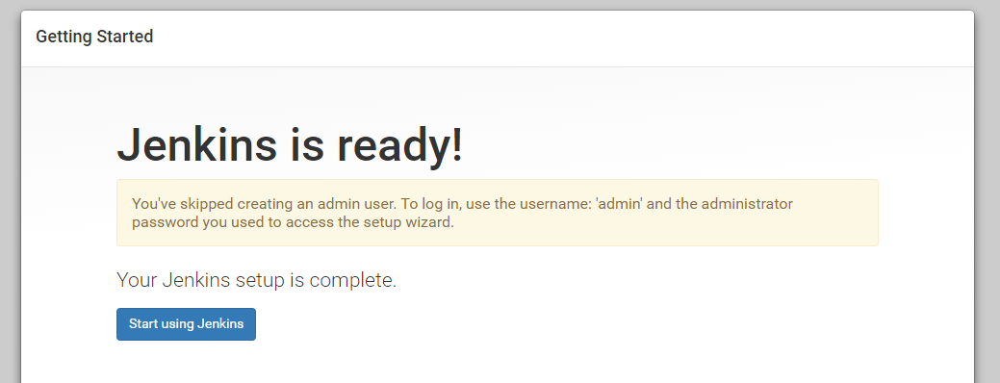 Getting Started
Jenkins is ready!
You've skipped creating an admin user. To log in, use the username: 'admin' and the administrator
password you used to access the setup wizard.
Your Jenkins setup is complete.
Start using Jenkins